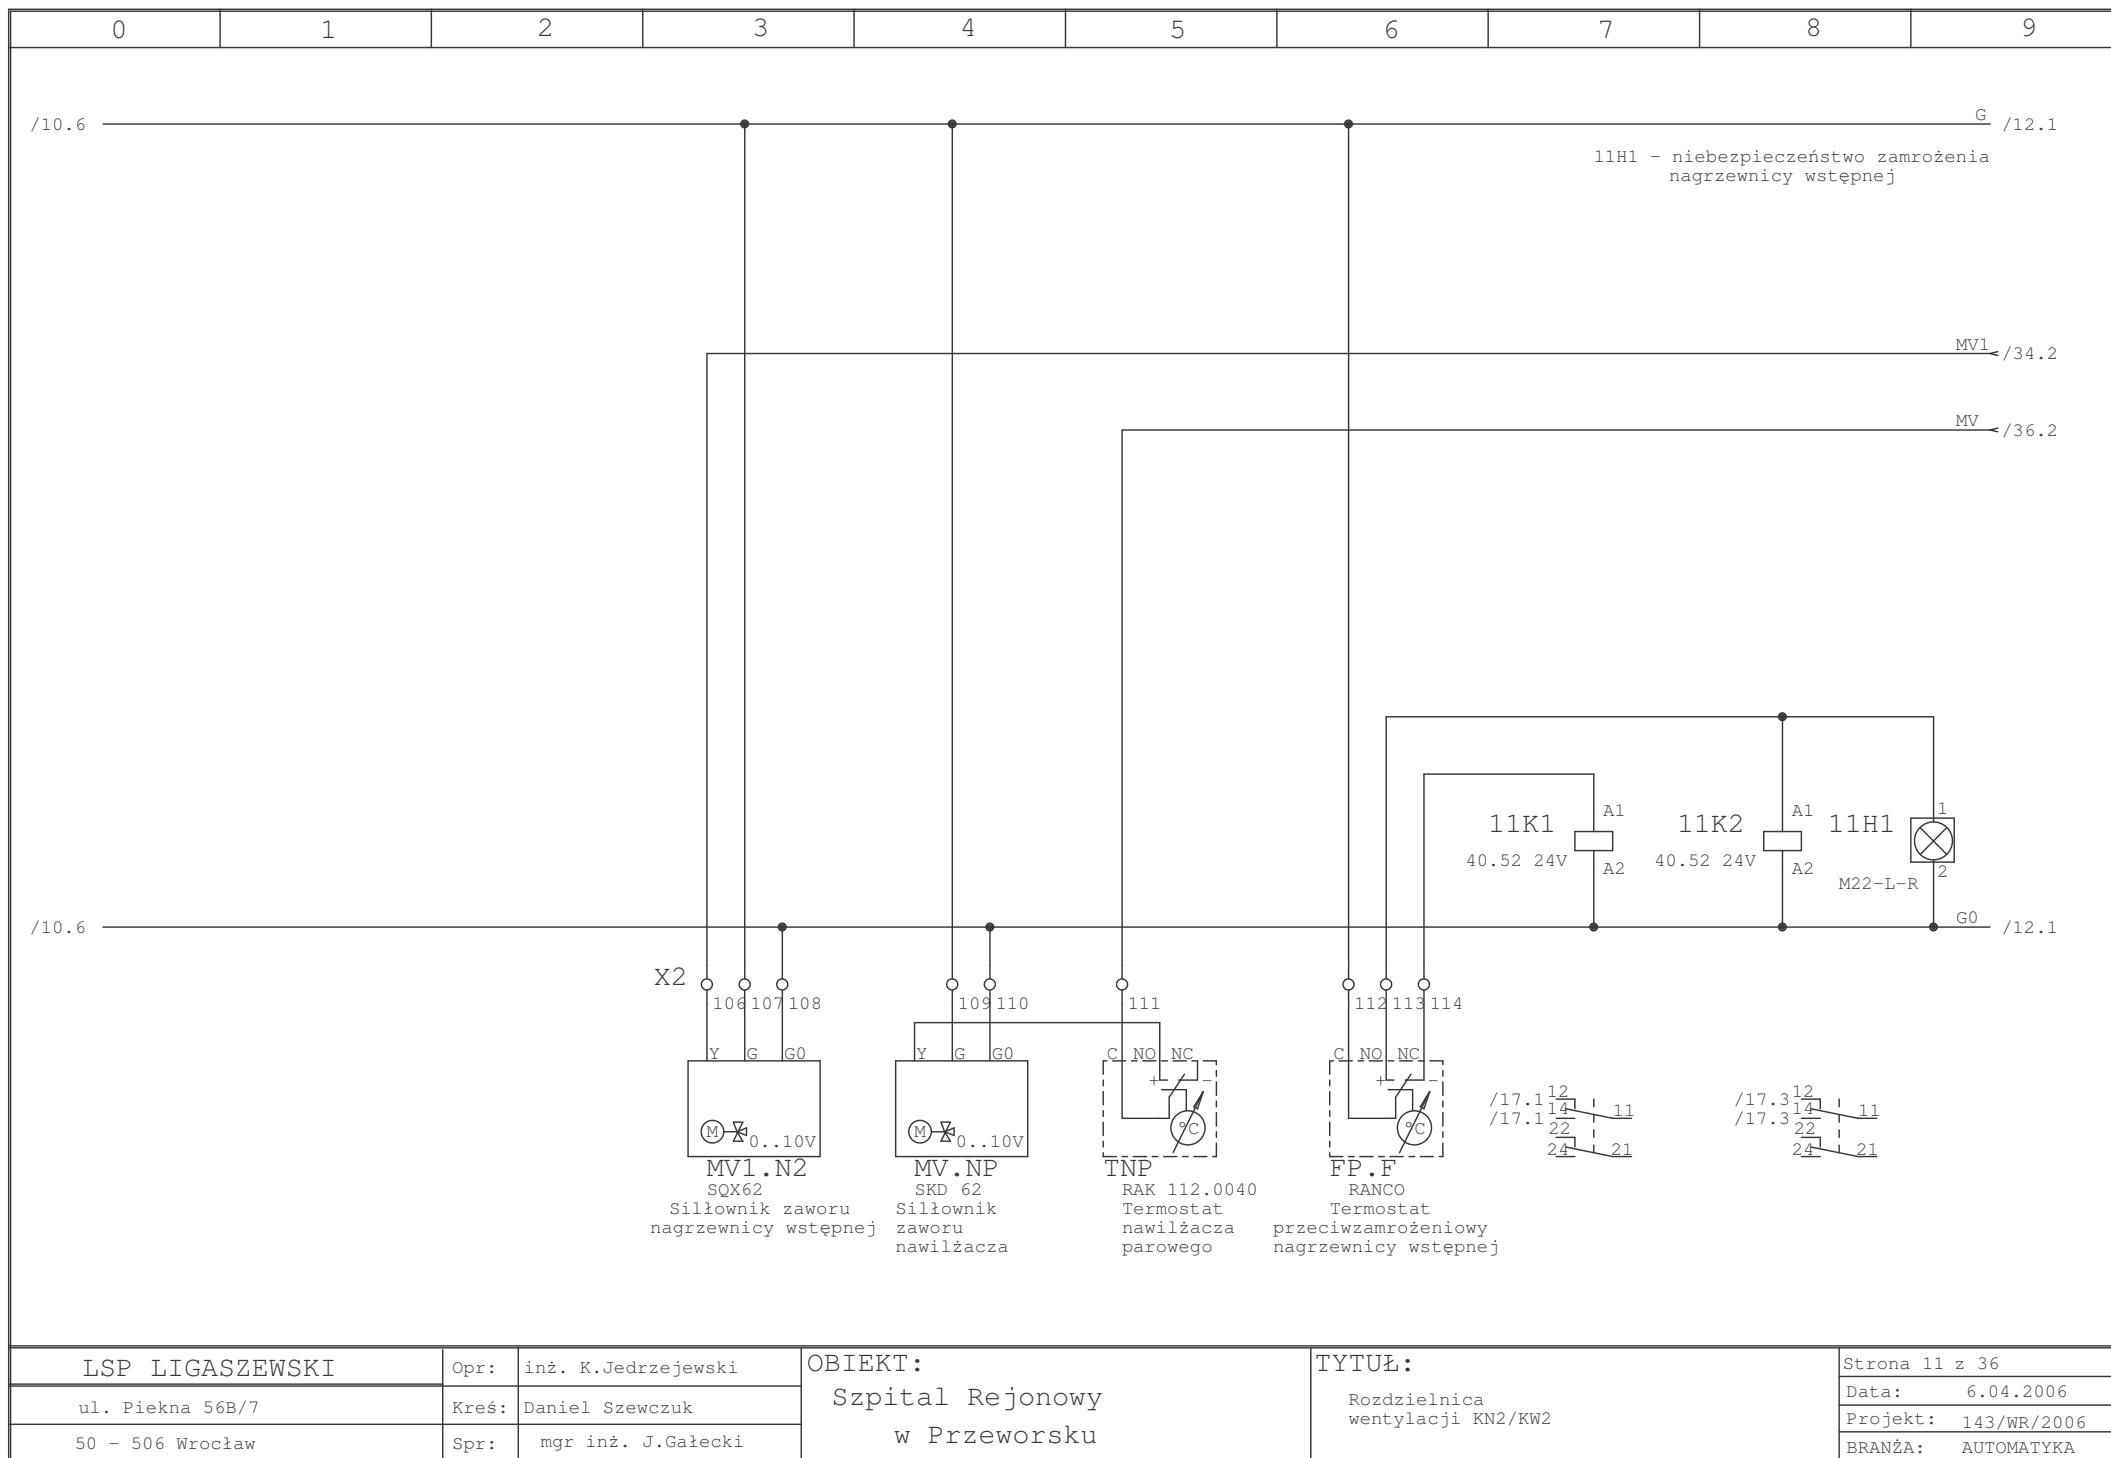 0 1 2 3 4 5 6 7 8 9
/10.6
G
/12.1
11H1 - niebezpieczeństwo zamrożenia
nagrzewnicy wstępnej
MV1
/34.2
MV
/36.2
11K1
A1
40.52 24V
A2
11K2
A1
40.52 24V
A2
11H1
1
M22-L-R
2
/10.6
G0
/12.1
X2
106 107 108 109 110 111 112 113 114
Y G G0
Y G G0
C NO NC
C NO NC
+ -
+ -
M
0..10V
M
0..10V
°C
°C
/17.1 12
/17.1 14 11
22
24 21
/17.3 12
/17.3 14 11
22
24 21
MV1.N2
SQX62
Silłownik zaworu
nagrzewnicy wstępnej
MV.NP
SKD 62
Silłownik
zaworu
nawilżacza
TNP
RAK 112.0040
Termostat
nawilżacza
parowego
FP.F
RANCO
Termostat
przeciwzamrożeniowy
nagrzewnicy wstępnej
LSP LIGASZEWSKI
ul. Piekna 56B/7
50 - 506 Wrocław
Opr: inż. K.Jedrzejewski
Kreś: Daniel Szewczuk
Spr: mgr inż. J.Gałecki
OBIEKT:
Szpital Rejonowy
w Przeworsku
TYTUŁ:
Rozdzielnica
wentylacji KN2/KW2
Strona 11 z 36
Data: 6.04.2006
Projekt: 143/WR/2006
BRANŻA: AUTOMATYKA